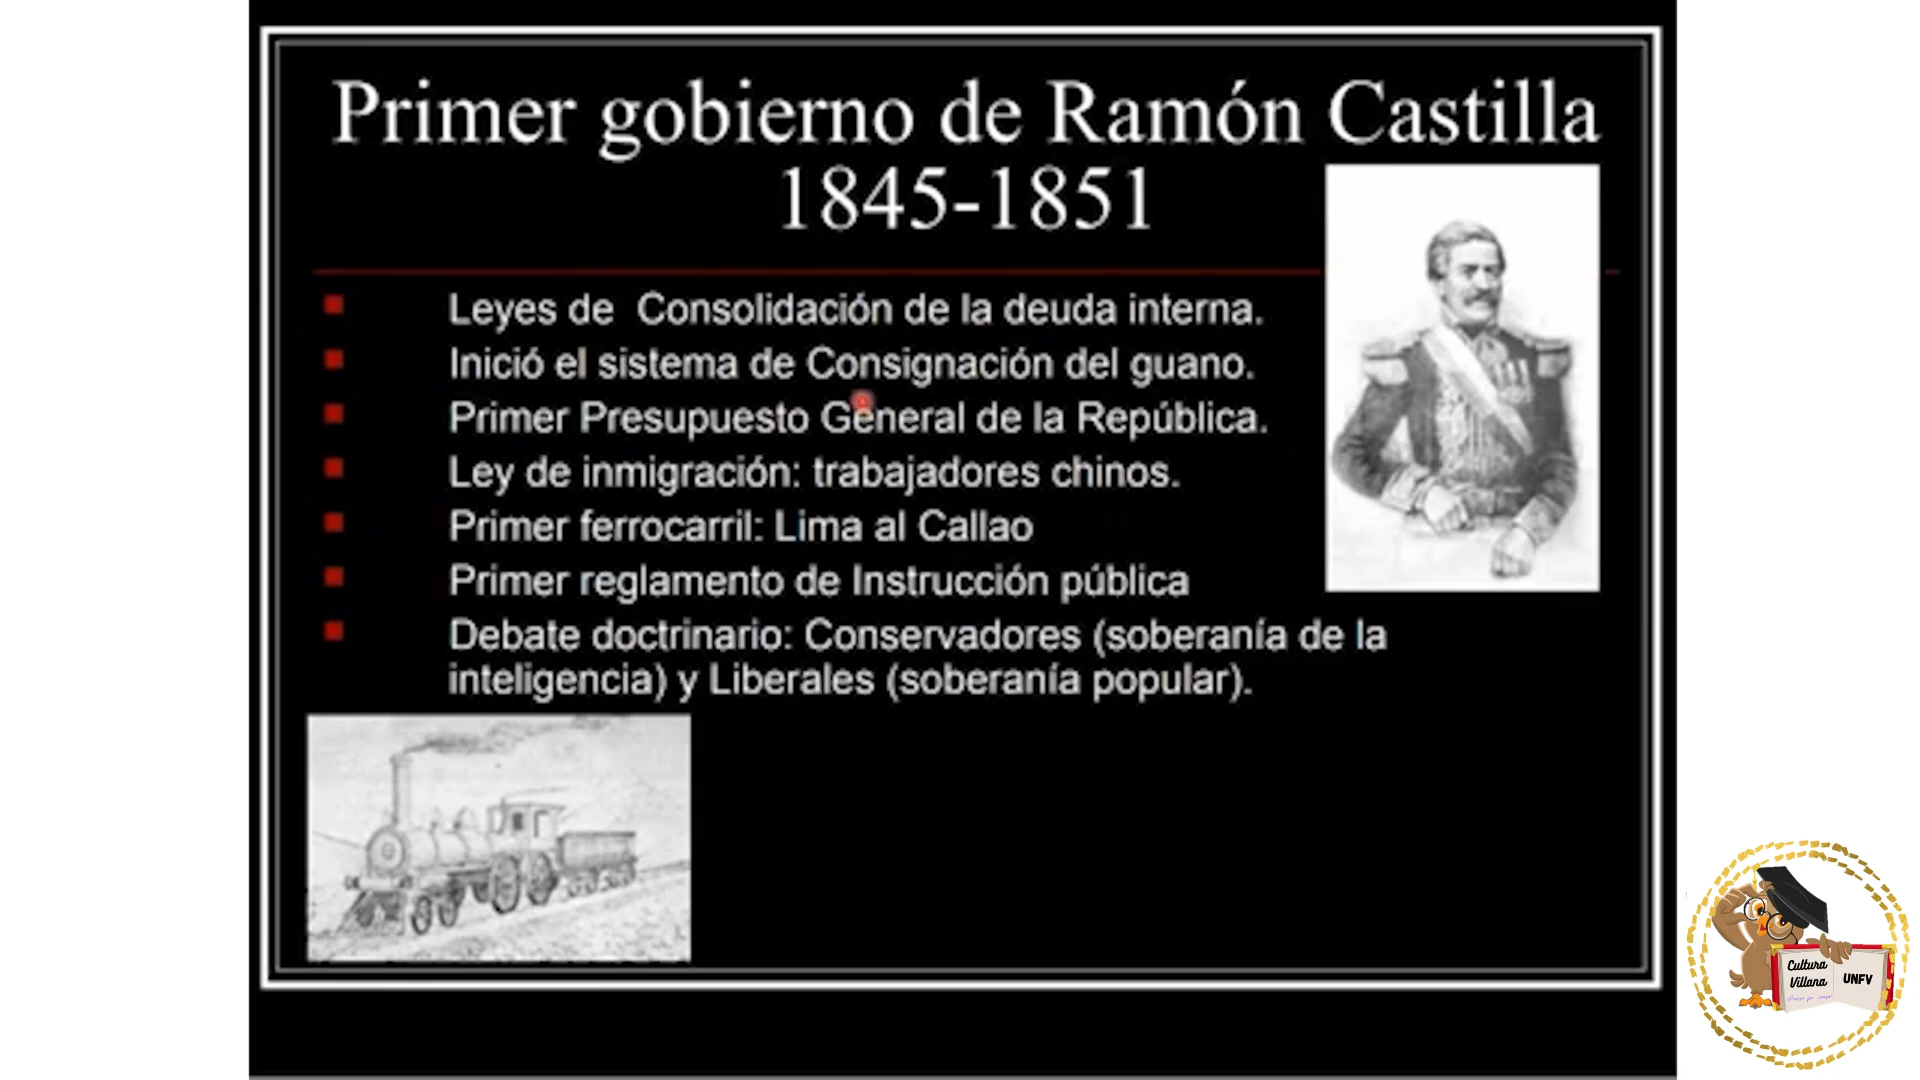 Primer gobierno de Ramón Castilla
1845-1851
Leyes de Consolidación de la deuda interna.
Inició el sistema de Consignación del guano.
Primer Presupuesto General de la República.
Ley de inmigración: trabajadores chinos.
Primer ferrocarril: Lima al Callao
Primer reglamento de Instrucción pública
Debate doctrinario: Conservadores (soberanía de la
inteligencia) y Liberales (soberanía popular).
Cultura
Villana
UNFV